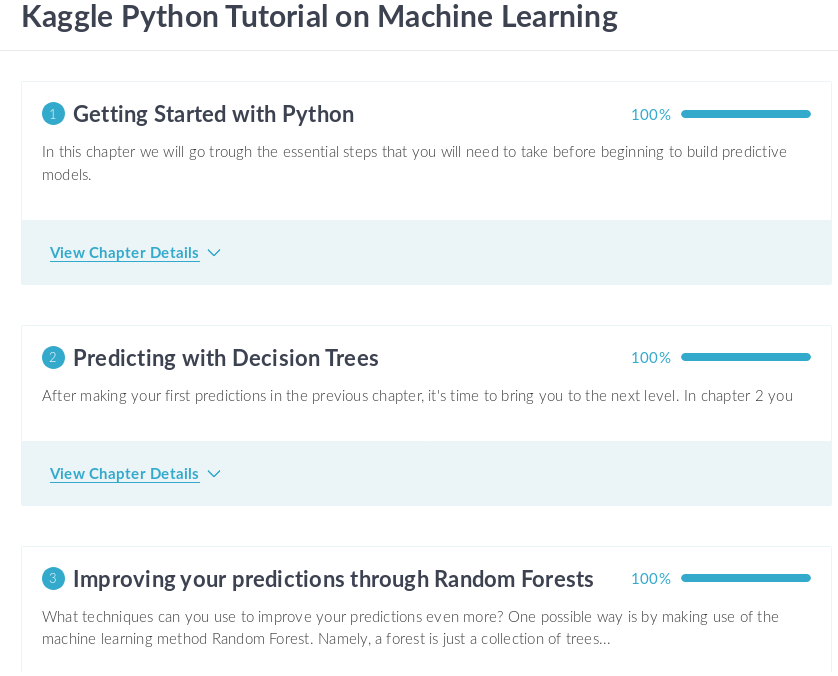 Kaggle Python Tutorial on Machine Learning
1 Getting Started with Python 100%
In this chapter we will go trough the essential steps that you will need to take before beginning to build predictive
models.
View Chapter Details
2 Predicting with Decision Trees 100%
After making your first predictions in the previous chapter, it's time to bring you to the next level. In chapter 2 you
View Chapter Details
3 Improving your predictions through Random Forests 100%
What techniques can you use to improve your predictions even more? One possible way is by making use of the
machine learning method Random Forest. Namely, a forest is just a collection of trees...